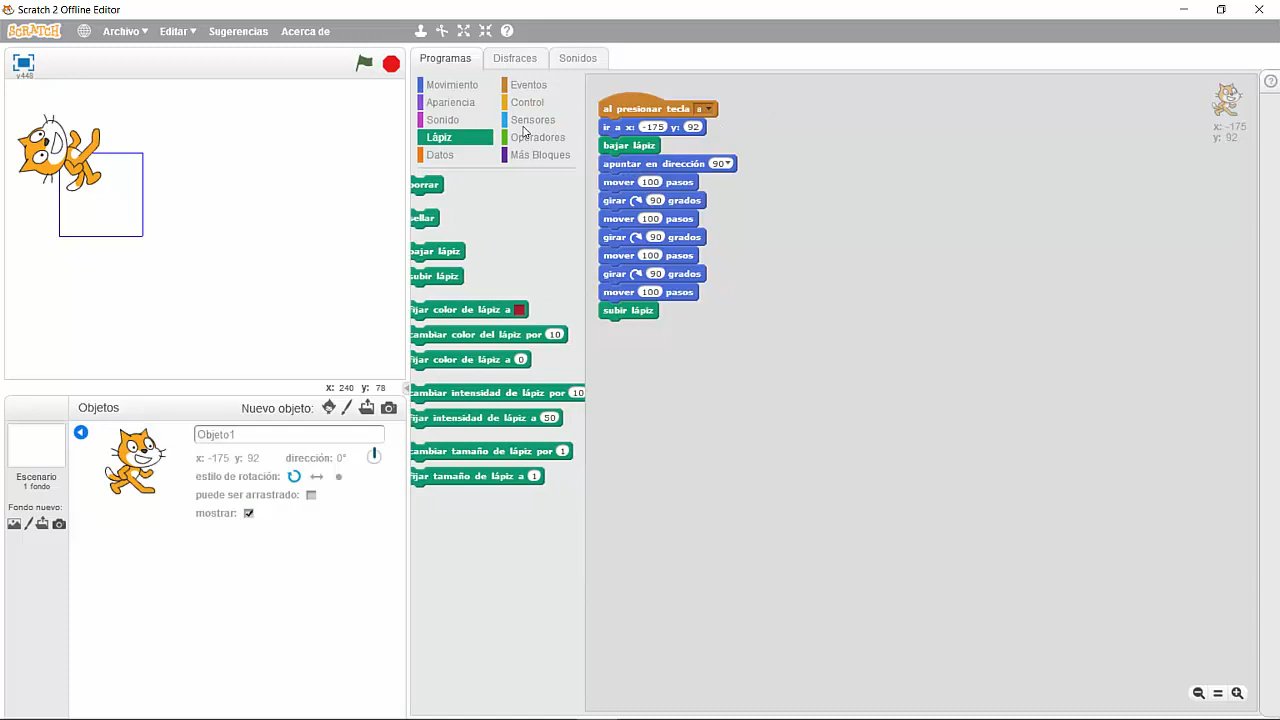 Scratch 2 Offline Editor
SCRATCH Archivo Editar Sugerencias Acerca de
v448
Programas Disfraces Sonidos
Movimiento Eventos
Apariencia Control
Sonido Sensores
Lápiz Operadores
Datos Más Bloques
borrar
sellar
bajar lápiz
subir lápiz
fijar color de lápiz a
cambiar color del lápiz por 10
fijar color de lápiz a 0
cambiar intensidad de lápiz por 10
fijar intensidad de lápiz a 50
cambiar tamaño de lápiz por 1
fijar tamaño de lápiz a 1
al presionar tecla a
ir a x: -175 y: 92
bajar lápiz
apuntar en dirección 90
mover 100 pasos
girar 90 grados
mover 100 pasos
girar 90 grados
mover 100 pasos
girar 90 grados
mover 100 pasos
subir lápiz
x: -175
y: 92
x: 240 y: 78
Objetos Nuevo objeto:
Escenario
1 fondo
Fondo nuevo:
Objeto1
x: -175 y: 92 dirección: 0°
estilo de rotación:
puede ser arrastrado:
mostrar: